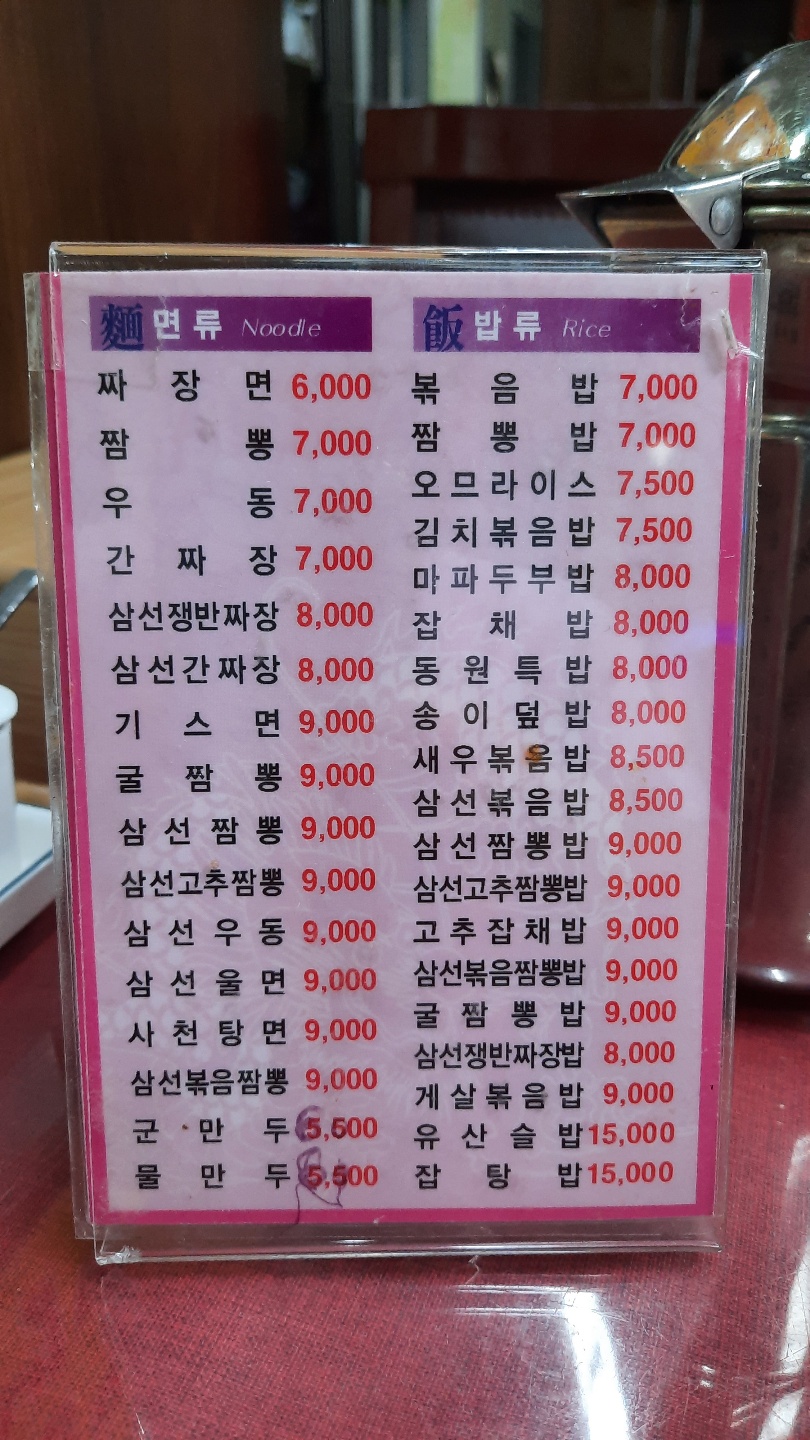 麵 면류 Noodle
짜장면 6,000
짬뽕 7,000
우동 7,000
간짜장 7,000
삼선쟁반짜장 8,000
삼선간짜장 8,000
기스면 9,000
굴짬뽕 9,000
삼선짬뽕 9,000
삼선고추짬뽕 9,000
삼선우동 9,000
삼선울면 9,000
사천탕면 9,000
삼선볶음짬뽕 9,000
군만두 5,500
물만두 5,500
飯 밥류 Rice
볶음밥 7,000
짬뽕밥 7,000
오므라이스 7,500
김치볶음밥 7,500
마파두부밥 8,000
잡채밥 8,000
동원특밥 8,000
송이덮밥 8,000
새우볶음밥 8,500
삼선볶음밥 8,500
삼선짬뽕밥 9,000
삼선고추짬뽕밥 9,000
고추잡채밥 9,000
삼선볶음짬뽕밥 9,000
굴짬뽕밥 9,000
삼선쟁반짜장밥 8,000
게살볶음밥 9,000
유산슬밥 15,000
잡탕밥 15,000